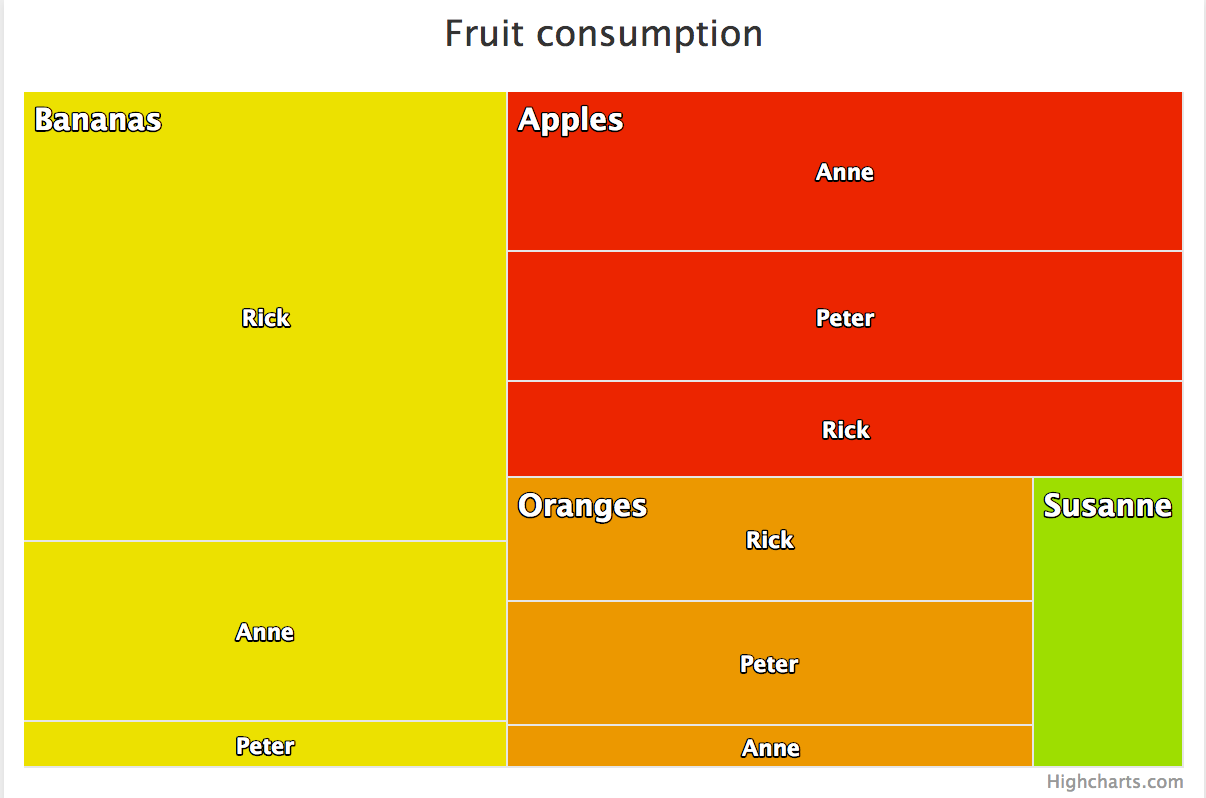 Fruit consumption
Bananas
Rick
Anne
Peter
Apples
Anne
Peter
Rick
Oranges
Rick
Peter
Anne
Susanne
Highcharts.com